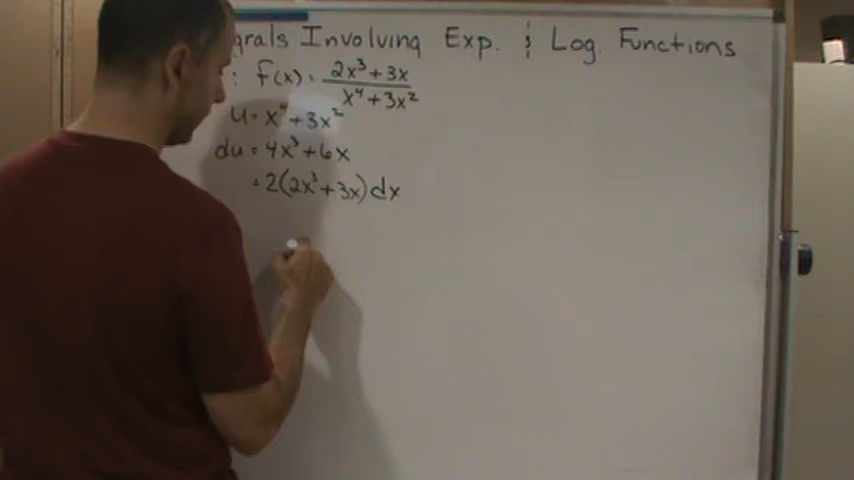 grals Involving Exp. & Log. Functions
: f(x) = 2x³ + 3x / x⁴ + 3x²
u = x⁴ + 3x²
du = 4x³ + 6x
= 2(2x³ + 3x) dx